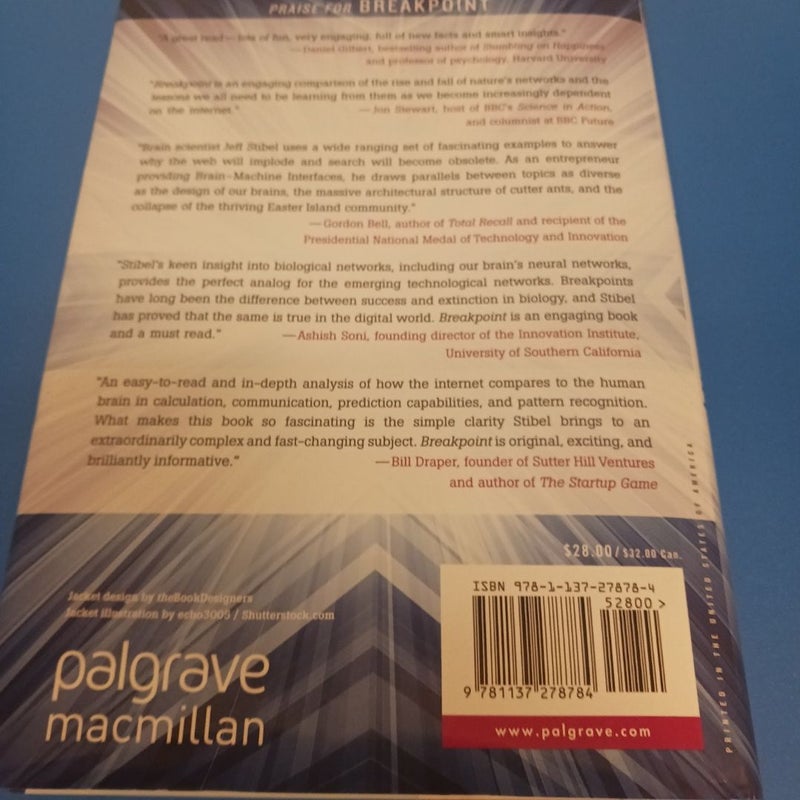 PRAISE FOR BREAKPOINT
"A great read—lots of fun, very engaging, full of new facts and smart insights."
—Daniel Gilbert, bestselling author of Stumbling on Happiness
and professor of psychology, Harvard University
"Breakpoint is an engaging comparison of the rise and fall of nature's networks and the
lessons we all need to be learning from them as we become increasingly dependent
on the internet." —Jon Stewart, host of BBC's Science in Action,
and columnist at BBC Future
"Brain scientist Jeff Stibel uses a wide ranging set of fascinating examples to answer
why the web will implode and search will become obsolete. As an entrepreneur
providing Brain–Machine Interfaces, he draws parallels between topics as diverse
as the design of our brains, the massive architectural structure of cutter ants, and the
collapse of the thriving Easter Island community."
—Gordon Bell, author of Total Recall and recipient of the
Presidential National Medal of Technology and Innovation
"Stibel's keen insight into biological networks, including our brain's neural networks,
provides the perfect analog for the emerging technological networks. Breakpoints
have long been the difference between success and extinction in biology, and Stibel
has proved that the same is true in the digital world. Breakpoint is an engaging book
and a must read." —Ashish Soni, founding director of the Innovation Institute,
University of Southern California
"An easy-to-read and in-depth analysis of how the internet compares to the human
brain in calculation, communication, prediction capabilities, and pattern recognition.
What makes this book so fascinating is the simple clarity Stibel brings to an
extraordinarily complex and fast-changing subject. Breakpoint is original, exciting, and
brilliantly informative." —Bill Draper, founder of Sutter Hill Ventures
and author of The Startup Game
$28.00 / $32.00 Can.
Jacket design by theBookDesigners
Jacket illustration by echo3005 / Shutterstock.com
palgrave
macmillan
ISBN 978-1-137-27878-4
52800 >
9 781137 278784
www.palgrave.com
PRINTED IN THE UNITED STATES OF AMERICA